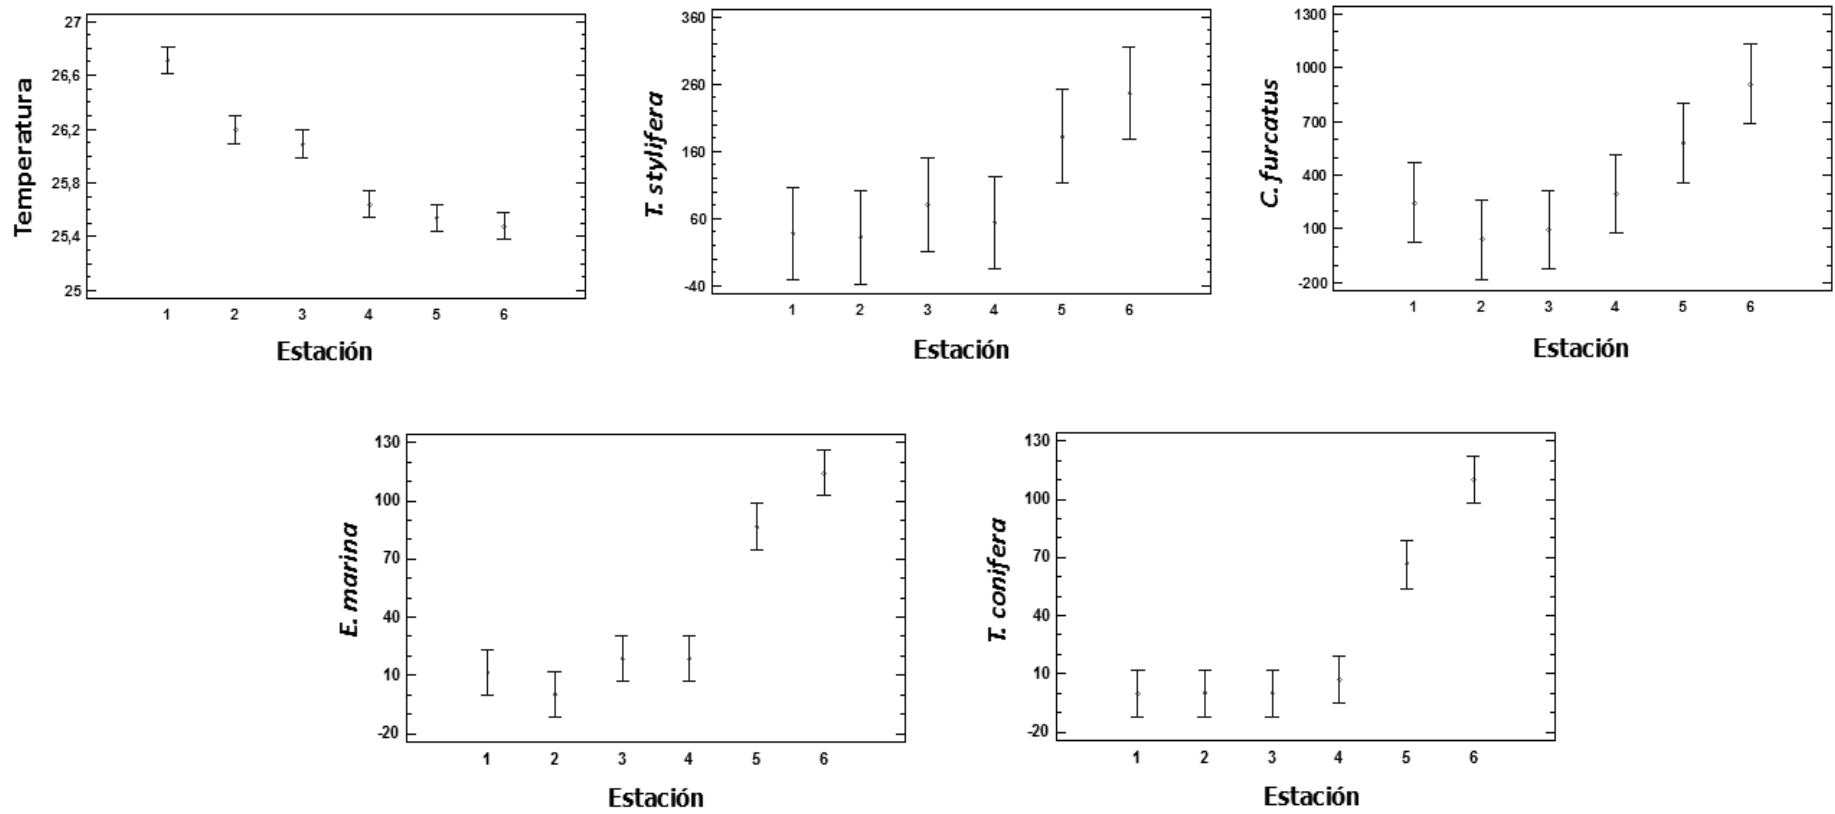 Temperatura
27
26,6
26,2
25,8
25,4
25
1 2 3 4 5 6
Estación
T. stylifera
360
260
160
60
-40
1 2 3 4 5 6
Estación
C. furcatus
1300
1000
700
400
100
-200
1 2 3 4 5 6
Estación
E. marina
130
100
70
40
10
-20
1 2 3 4 5 6
Estación
T. conifera
130
100
70
40
10
-20
1 2 3 4 5 6
Estación